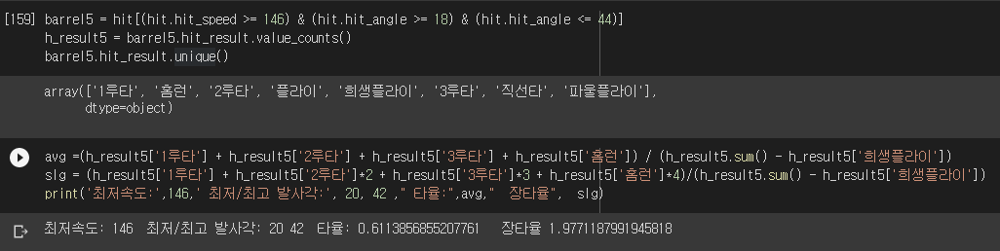 [159] barrel5 = hit[(hit.hit_speed >= 146) & (hit.hit_angle >= 18) & (hit.hit_angle <= 44)]
h_result5 = barrel5.hit_result.value_counts()
barrel5.hit_result.unique()
array(['1루타', '홈런', '2루타', '플라이', '희생플라이', '3루타', '직선타', '파울플라이'],
dtype=object)
avg =(h_result5['1루타'] + h_result5['2루타'] + h_result5['3루타'] + h_result5['홈런']) / (h_result5.sum() - h_result5['희생플라이'])
slg = (h_result5['1루타'] + h_result5['2루타']*2 + h_result5['3루타']*3 + h_result5['홈런']*4)/(h_result5.sum() - h_result5['희생플라이'])
print('최저속도:',146,' 최저/최고 발사각:', 20, 42 ," 타율:",avg,"  장타율",  slg)
최저속도: 146  최저/최고 발사각: 20 42  타율: 0.6113856855207761   장타율 1.9771187991945818